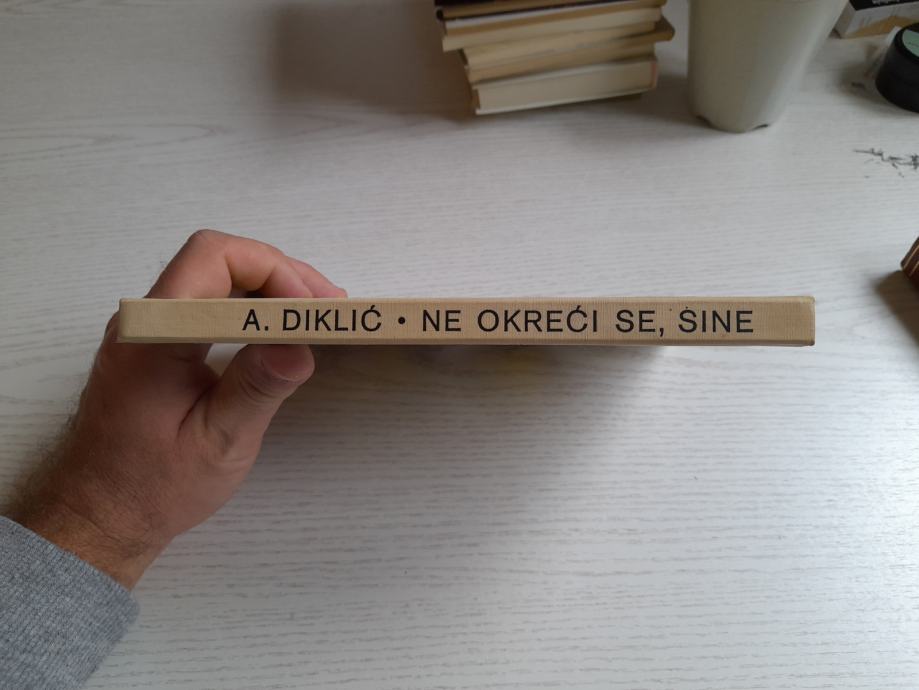 A. DIKLIĆ • NE OKREĆI SE, SINE